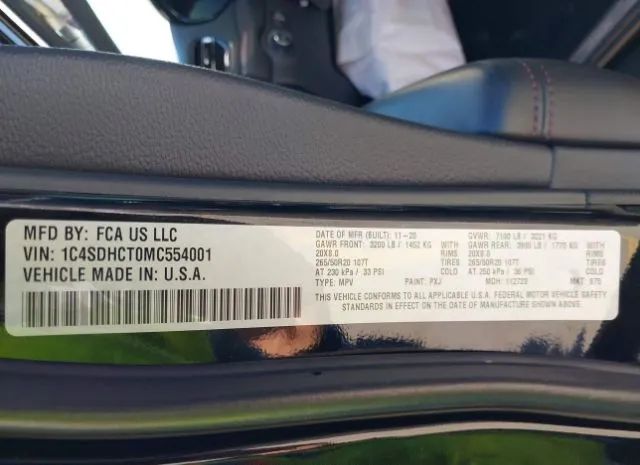 MFD BY: FCA US LLC
VIN: 1C4SDHCT0MC554001
VEHICLE MADE IN: U.S.A.
DATE OF MFR (BUILT): 11-20 GVWR: 7100 LB / 3221 KG
GAWR FRONT: 3200 LB / 1452 KG WITH GAWR REAR: 3900 LB / 1770 KG WITH
20X8.0 RIMS 20X8.0 RIMS
265/50R20 107T TIRES 265/50R20 107T TIRES
AT 230 kPa / 33 PSI AT 250 kPa / 36 PSI
TYPE: MPV PAINT: PXJ MDH: 112729 MKT:
THIS VEHICLE CONFORMS TO ALL APPLICABLE U.S.A. FEDERAL MOTOR VEHICLE SAFETY
STANDARDS IN EFFECT ON THE DATE OF MANUFACTURE SHOWN ABOVE.